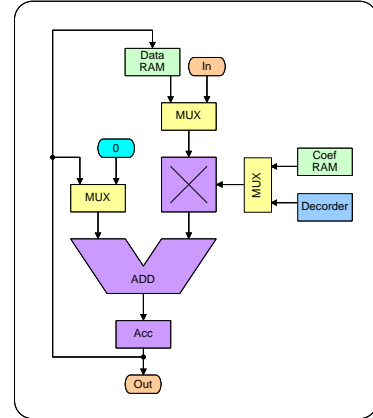 Data
RAM
In
MUX
0
Coef
RAM
MUX
MUX
Decorder
ADD
Acc
Out